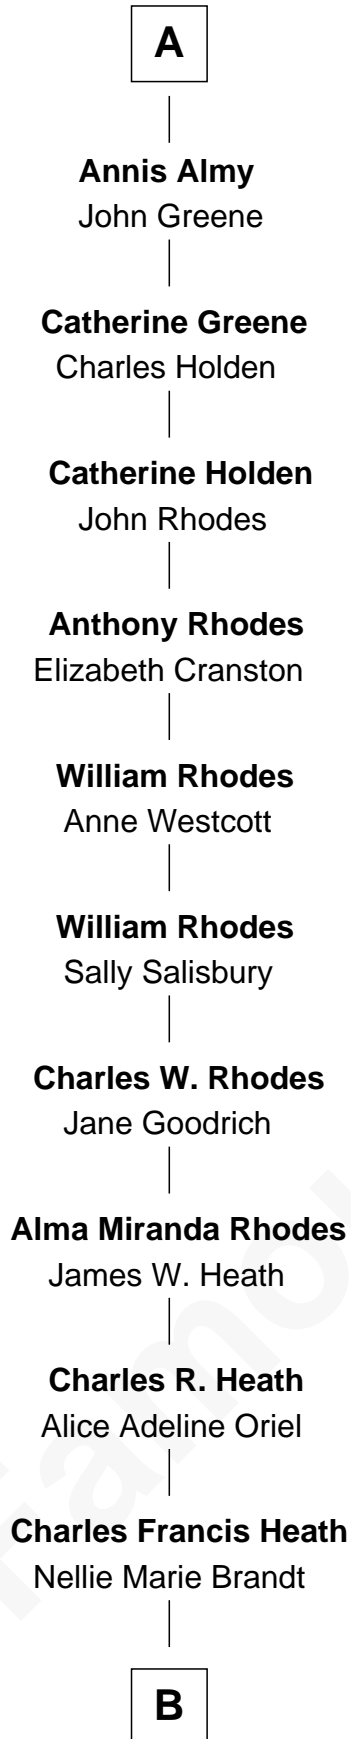 A
Annis Almy
John Greene
Catherine Greene
Charles Holden
Catherine Holden
John Rhodes
Anthony Rhodes
Elizabeth Cranston
William Rhodes
Anne Westcott
William Rhodes
Sally Salisbury
Charles W. Rhodes
Jane Goodrich
Alma Miranda Rhodes
James W. Heath
Charles R. Heath
Alice Adeline Oriel
Charles Francis Heath
Nellie Marie Brandt
B